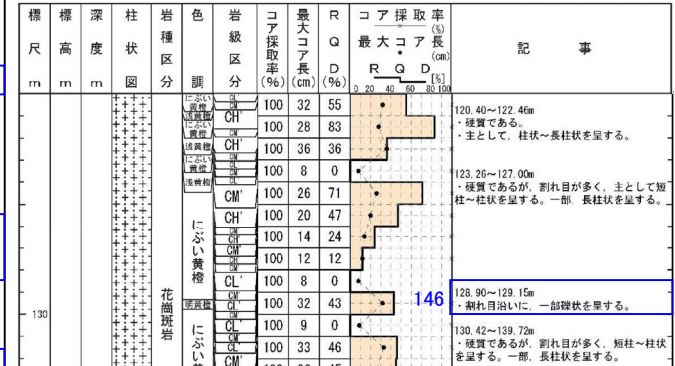 標尺m
標高m
深度m
柱状図
岩種区分
色調
岩級区分
コア採取率(%)
最大コア長(cm)
RQD(%)
コア採取率(%)
最大コア長(cm)
RQD[%]
0 20 40 60 80 100
記事
にぶい黄橙
浅黄橙
にぶい黄橙
浅黄橙
にぶい黄橙
浅黄橙
にぶい黄橙
明黄橙
CL'
CM'
CH'
CM'
CH'
CM'
CM'
CH'
CL'
CL'
CM'
100 32 55
100 28 83
100 36 36
100 8 0
100 26 71
100 20 47
100 14 24
100 12 12
100 8 0
100 32 43
100 9 0
100 33 46
130
花崗斑岩
120.40～122.46m
・硬質である。
・主として、柱状～長柱状を呈する。
123.26～127.00m
・硬質であるが、割れ目が多く、主として短
柱～柱状を呈する。一部、長柱状を呈する。
146
128.90～129.15m
・割れ目沿いに、一部礫状を呈する。
130.42～139.72m
・硬質であるが、割れ目が多く、短柱～柱状
を呈する。一部、長柱状を呈する。